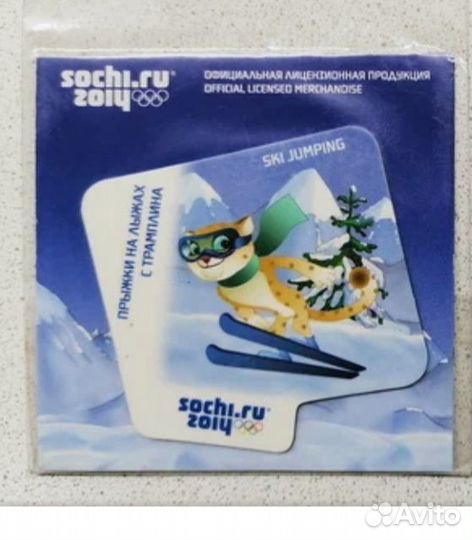 sochi.ru
2014
ОФИЦИАЛЬНАЯ ЛИЦЕНЗИОННАЯ ПРОДУКЦИЯ
OFFICIAL LICENSED MERCHANDISE
SKI JUMPING
ПРЫЖКИ НА ЛЫЖАХ
С ТРАМПЛИНА
sochi.ru
2014
Avito